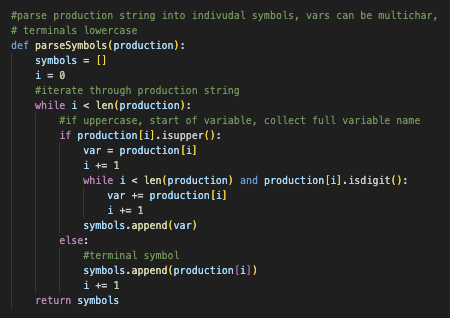 #parse production string into indivudal symbols, vars can be multichar,
# terminals lowercase
def parseSymbols(production):
    symbols = []
    i = 0
    #iterate through production string
    while i < len(production):
        #if uppercase, start of variable, collect full variable name
        if production[i].isupper():
            var = production[i]
            i += 1
            while i < len(production) and production[i].isdigit():
                var += production[i]
                i += 1
            symbols.append(var)
        else:
            #terminal symbol
            symbols.append(production[i])
            i += 1
    return symbols